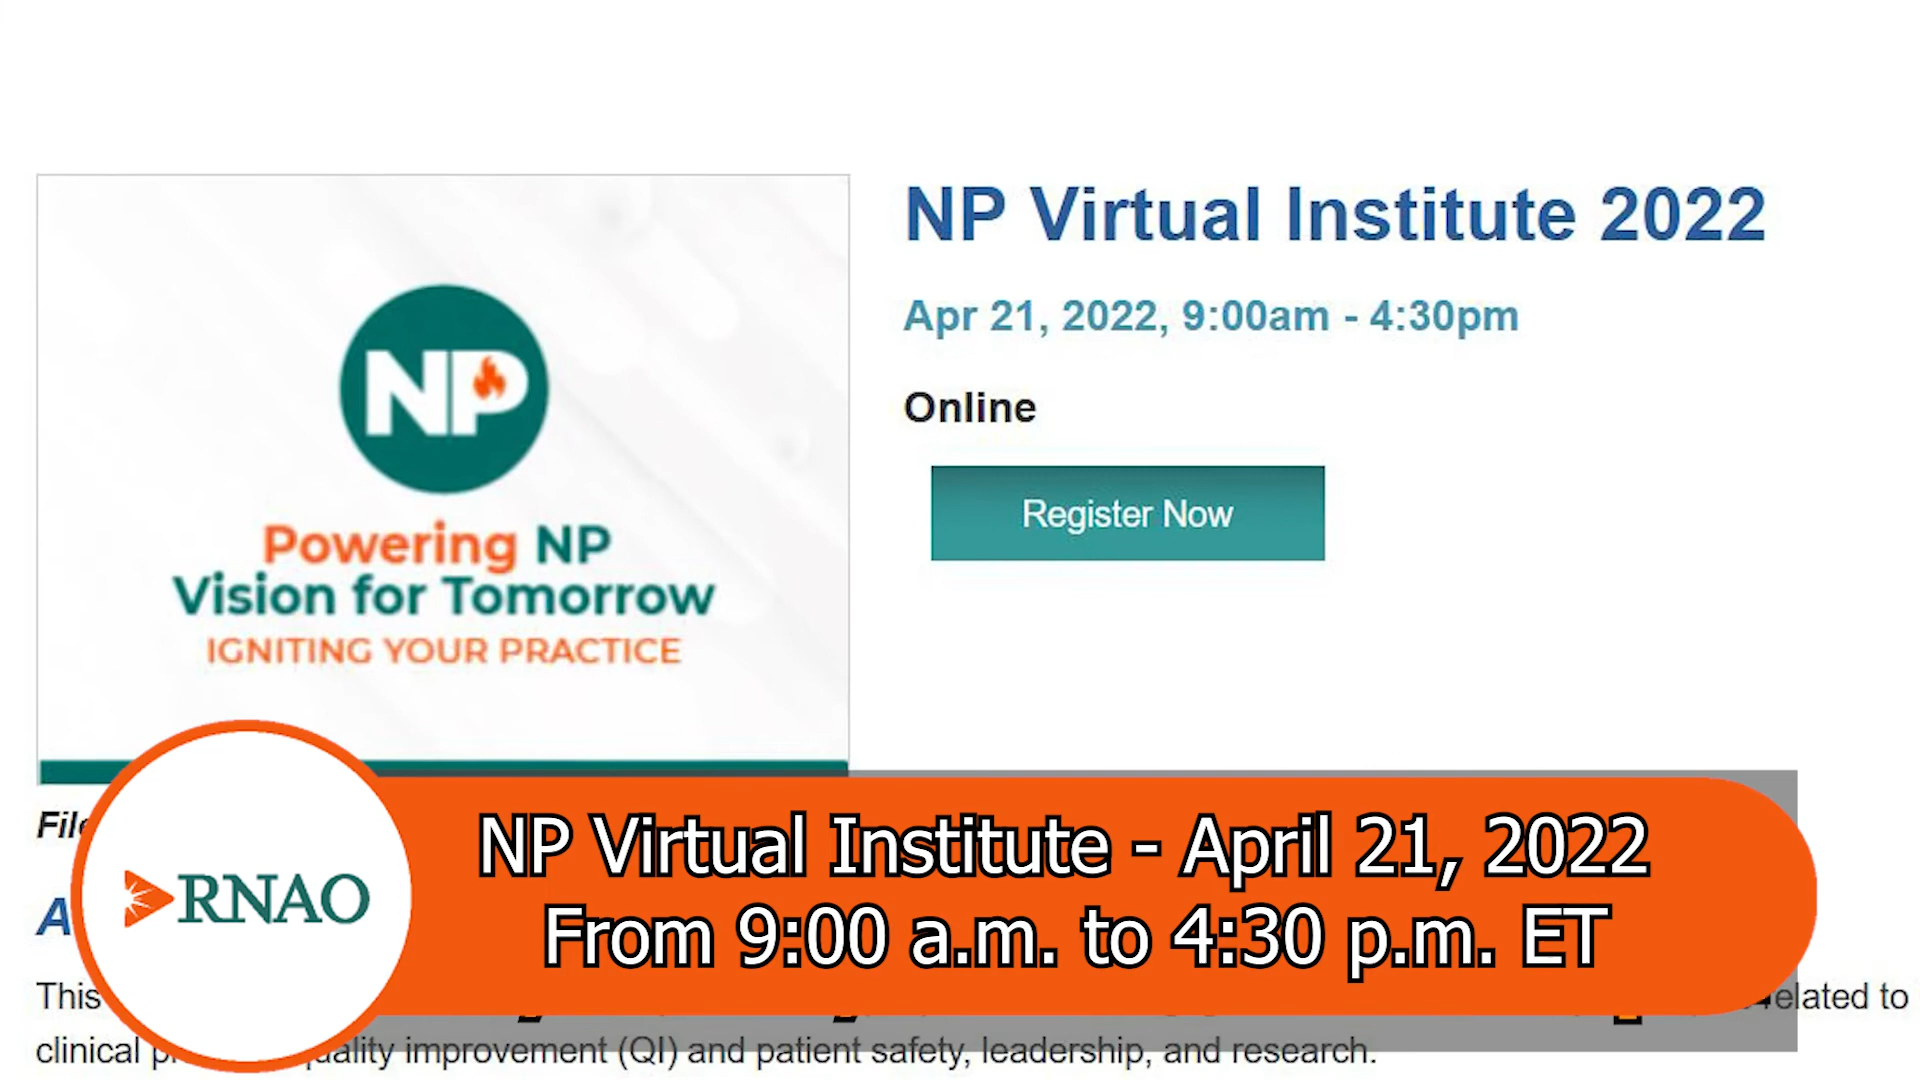 NP Virtual Institute 2022
Apr 21, 2022, 9:00am - 4:30pm
Online
Register Now
NP
Powering NP
Vision for Tomorrow
IGNITING YOUR PRACTICE
RNAO
NP Virtual Institute - April 21, 2022
From 9:00 a.m. to 4:30 p.m. ET
This related to
clinical quality improvement (QI) and patient safety, leadership, and research.